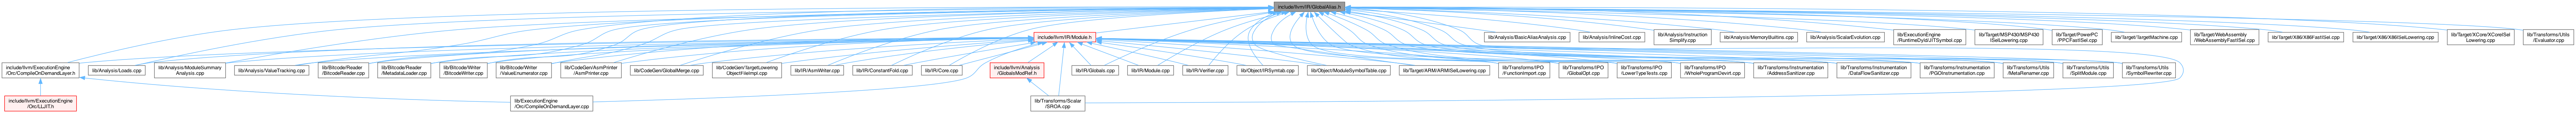 include/llvm/IR/GlobalAlias.h
include/llvm/IR/Module.h
lib/Analysis/BasicAliasAnalysis.cpp
lib/Analysis/InlineCost.cpp
lib/Analysis/Instruction
Simplify.cpp
lib/Analysis/MemoryBuiltins.cpp
lib/Analysis/ScalarEvolution.cpp
lib/ExecutionEngine
/RuntimeDyld/JITSymbol.cpp
lib/Target/MSP430/MSP430
ISelLowering.cpp
lib/Target/PowerPC
/PPCFastISel.cpp
lib/Target/TargetMachine.cpp
lib/Target/WebAssembly
/WebAssemblyFastISel.cpp
lib/Target/X86/X86FastISel.cpp
lib/Target/X86/X86ISelLowering.cpp
lib/Target/XCore/XCoreISel
Lowering.cpp
lib/Transforms/Utils
/Evaluator.cpp
include/llvm/ExecutionEngine
/Orc/CompileOnDemandLayer.h
lib/Analysis/Loads.cpp
lib/Analysis/ModuleSummary
Analysis.cpp
lib/Analysis/ValueTracking.cpp
lib/Bitcode/Reader
/BitcodeReader.cpp
lib/Bitcode/Reader
/MetadataLoader.cpp
lib/Bitcode/Writer
/BitcodeWriter.cpp
lib/Bitcode/Writer
/ValueEnumerator.cpp
lib/CodeGen/AsmPrinter
/AsmPrinter.cpp
lib/CodeGen/GlobalMerge.cpp
lib/CodeGen/TargetLowering
ObjectFileImpl.cpp
lib/IR/AsmWriter.cpp
lib/IR/ConstantFold.cpp
lib/IR/Core.cpp
include/llvm/Analysis
/GlobalsModRef.h
lib/IR/Globals.cpp
lib/IR/Module.cpp
lib/IR/Verifier.cpp
lib/Object/IRSymtab.cpp
lib/Object/ModuleSymbolTable.cpp
lib/Target/ARM/ARMISelLowering.cpp
lib/Transforms/IPO
/FunctionImport.cpp
lib/Transforms/IPO
/GlobalOpt.cpp
lib/Transforms/IPO
/LowerTypeTests.cpp
lib/Transforms/IPO
/WholeProgramDevirt.cpp
lib/Transforms/Instrumentation
/AddressSanitizer.cpp
lib/Transforms/Instrumentation
/DataFlowSanitizer.cpp
lib/Transforms/Instrumentation
/PGOInstrumentation.cpp
lib/Transforms/Utils
/MetaRenamer.cpp
lib/Transforms/Utils
/SplitModule.cpp
lib/Transforms/Utils
/SymbolRewriter.cpp
include/llvm/ExecutionEngine
/Orc/LLJIT.h
lib/ExecutionEngine
/Orc/CompileOnDemandLayer.cpp
lib/Transforms/Scalar
/SROA.cpp